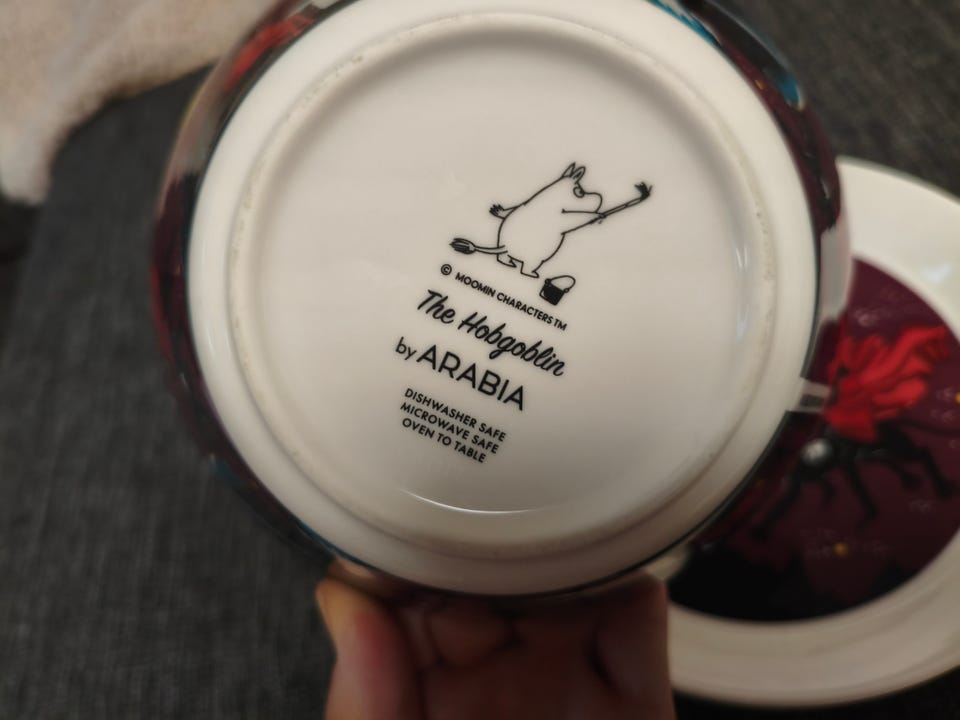 © MOOMIN CHARACTERS TM
The Hobgoblin
by ARABIA
DISHWASHER SAFE
MICROWAVE SAFE
OVEN TO TABLE